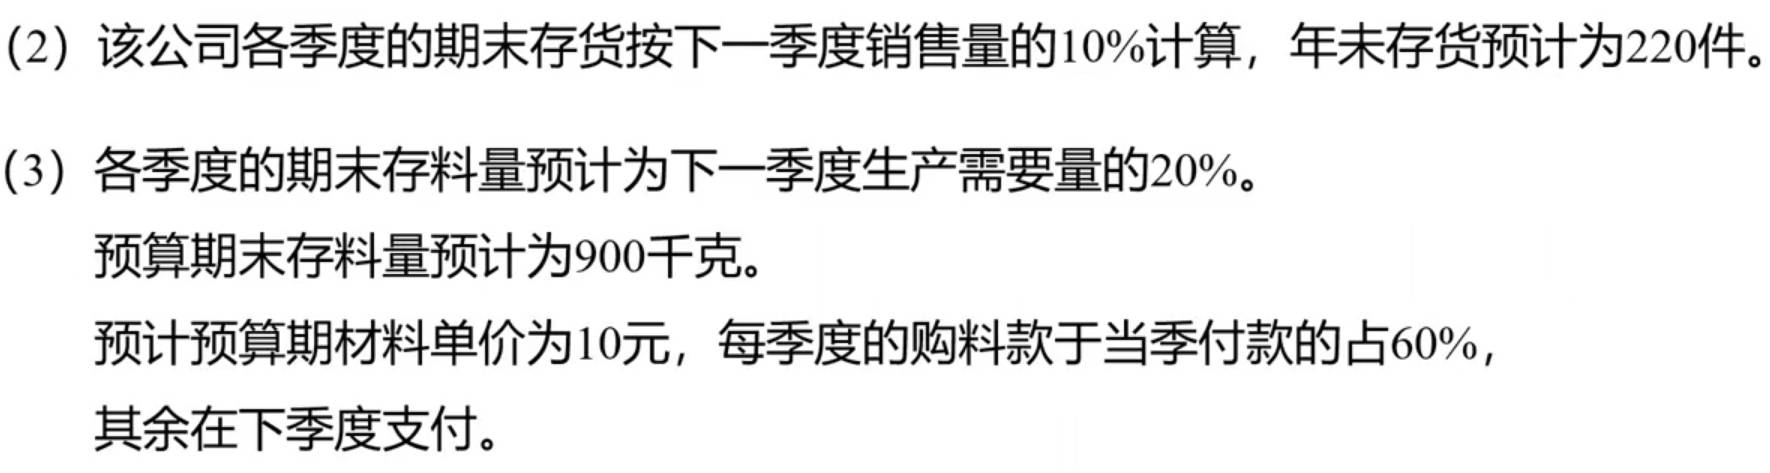 (2)该公司各季度的期末存货按下一季度销售量的10%计算，年未存货预计为220件。
(3)各季度的期末存料量预计为下一季度生产需要量的20%。
预算期末存料量预计为900千克。
预计预算期材料单价为10元，每季度的购料款于当季付款的占60%，
其余在下季度支付。